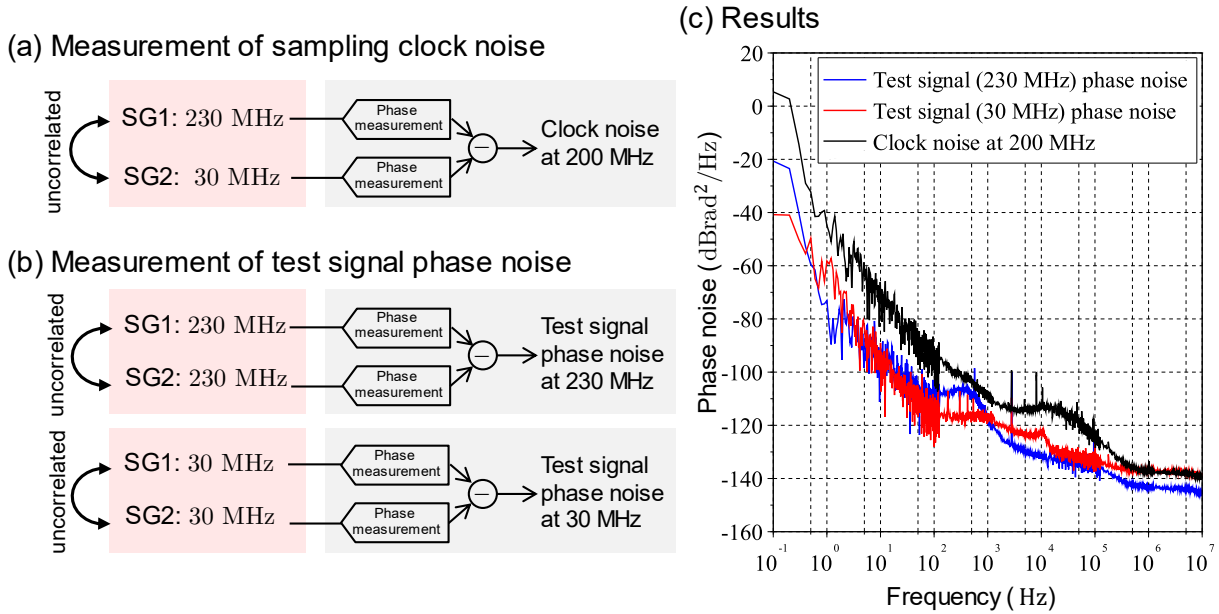 (a) Measurement of sampling clock noise
uncorrelated
SG1: 230 MHz
SG2: 30 MHz
Phase
measurement
Phase
measurement
−
Clock noise
at 200 MHz
(b) Measurement of test signal phase noise
uncorrelated
SG1: 230 MHz
SG2: 230 MHz
Phase
measurement
Phase
measurement
−
Test signal
phase noise
at 230 MHz
uncorrelated
SG1: 30 MHz
SG2: 30 MHz
Phase
measurement
Phase
measurement
−
Test signal
phase noise
at 30 MHz
(c) Results
Phase noise (dBrad²/Hz)
20
0
-20
-40
-60
-80
-100
-120
-140
-160
Test signal (230 MHz) phase noise
Test signal (30 MHz) phase noise
Clock noise at 200 MHz
10⁻¹ 10⁰ 10¹ 10² 10³ 10⁴ 10⁵ 10⁶ 10⁷
Frequency (Hz)